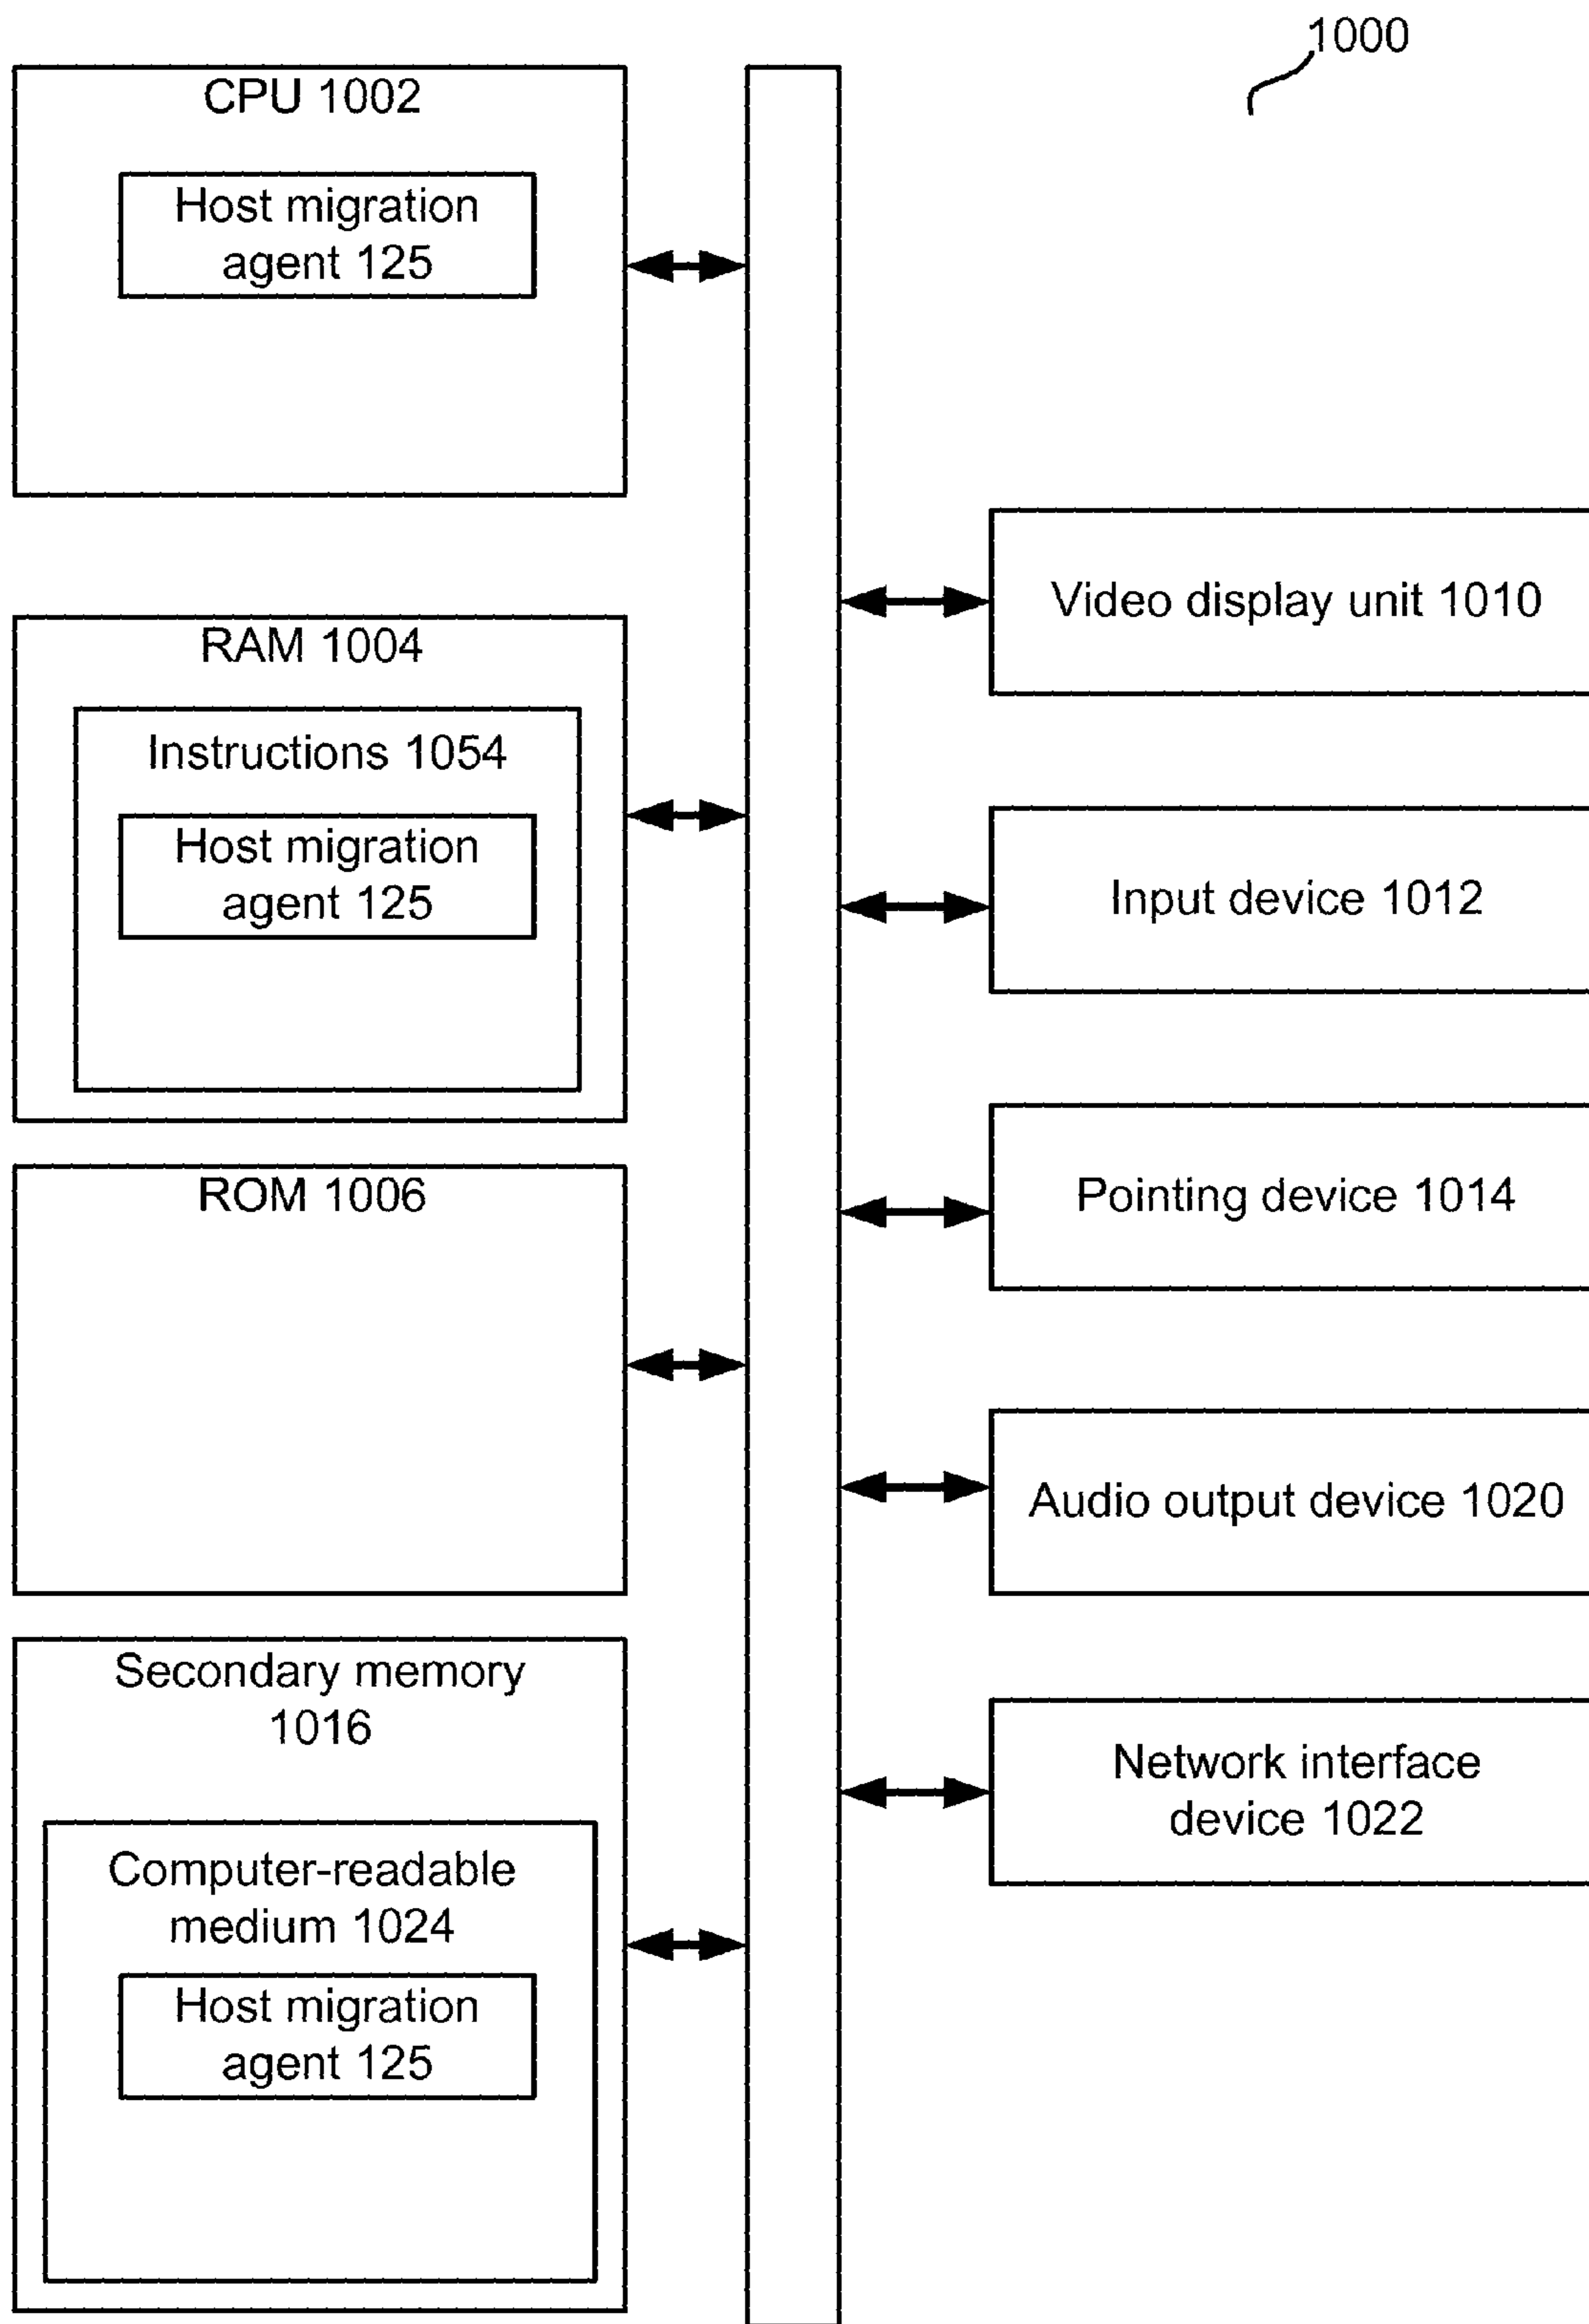 1000
CPU 1002
Host migration
agent 125
RAM 1004
Instructions 1054
Host migration
agent 125
ROM 1006
Secondary memory
1016
Computer-readable
medium 1024
Host migration
agent 125
Video display unit 1010
Input device 1012
Pointing device 1014
Audio output device 1020
Network interface
device 1022